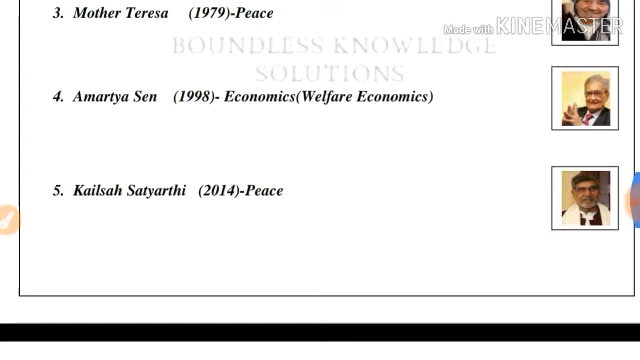 3. Mother Teresa (1979)-Peace
Made with KINEMASTER
BOUNDLESS KNOWLEDGE
SOLUTIONS
4. Amartya Sen (1998)- Economics(Welfare Economics)
5. Kailsah Satyarthi (2014)-Peace